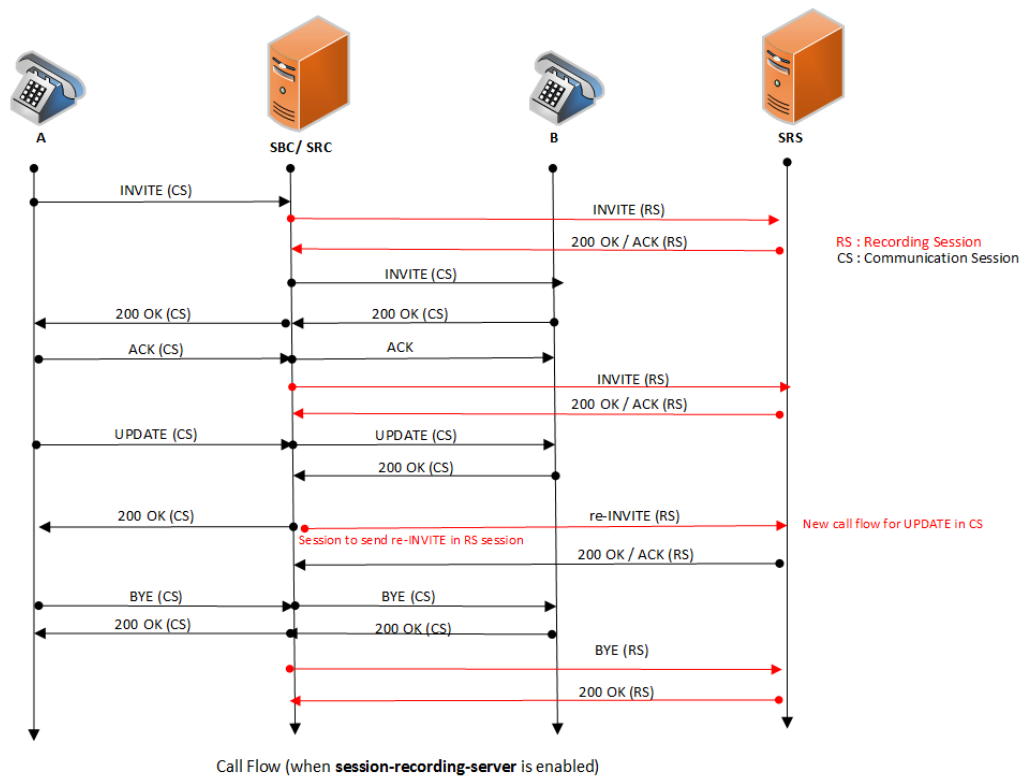 A
SBC/ SRC
B
SRS
INVITE (CS)
INVITE (RS)
200 OK / ACK (RS)
RS : Recording Session
CS : Communication Session
INVITE (CS)
200 OK (CS)
200 OK (CS)
ACK (CS)
ACK
INVITE (RS)
200 OK / ACK (RS)
UPDATE (CS)
UPDATE (CS)
200 OK (CS)
200 OK (CS)
re-INVITE (RS)
New call flow for UPDATE in CS
Session to send re-INVITE in RS session
200 OK / ACK (RS)
BYE (CS)
BYE (CS)
200 OK (CS)
200 OK (CS)
BYE (RS)
200 OK (RS)
Call Flow (when session-recording-server is enabled)